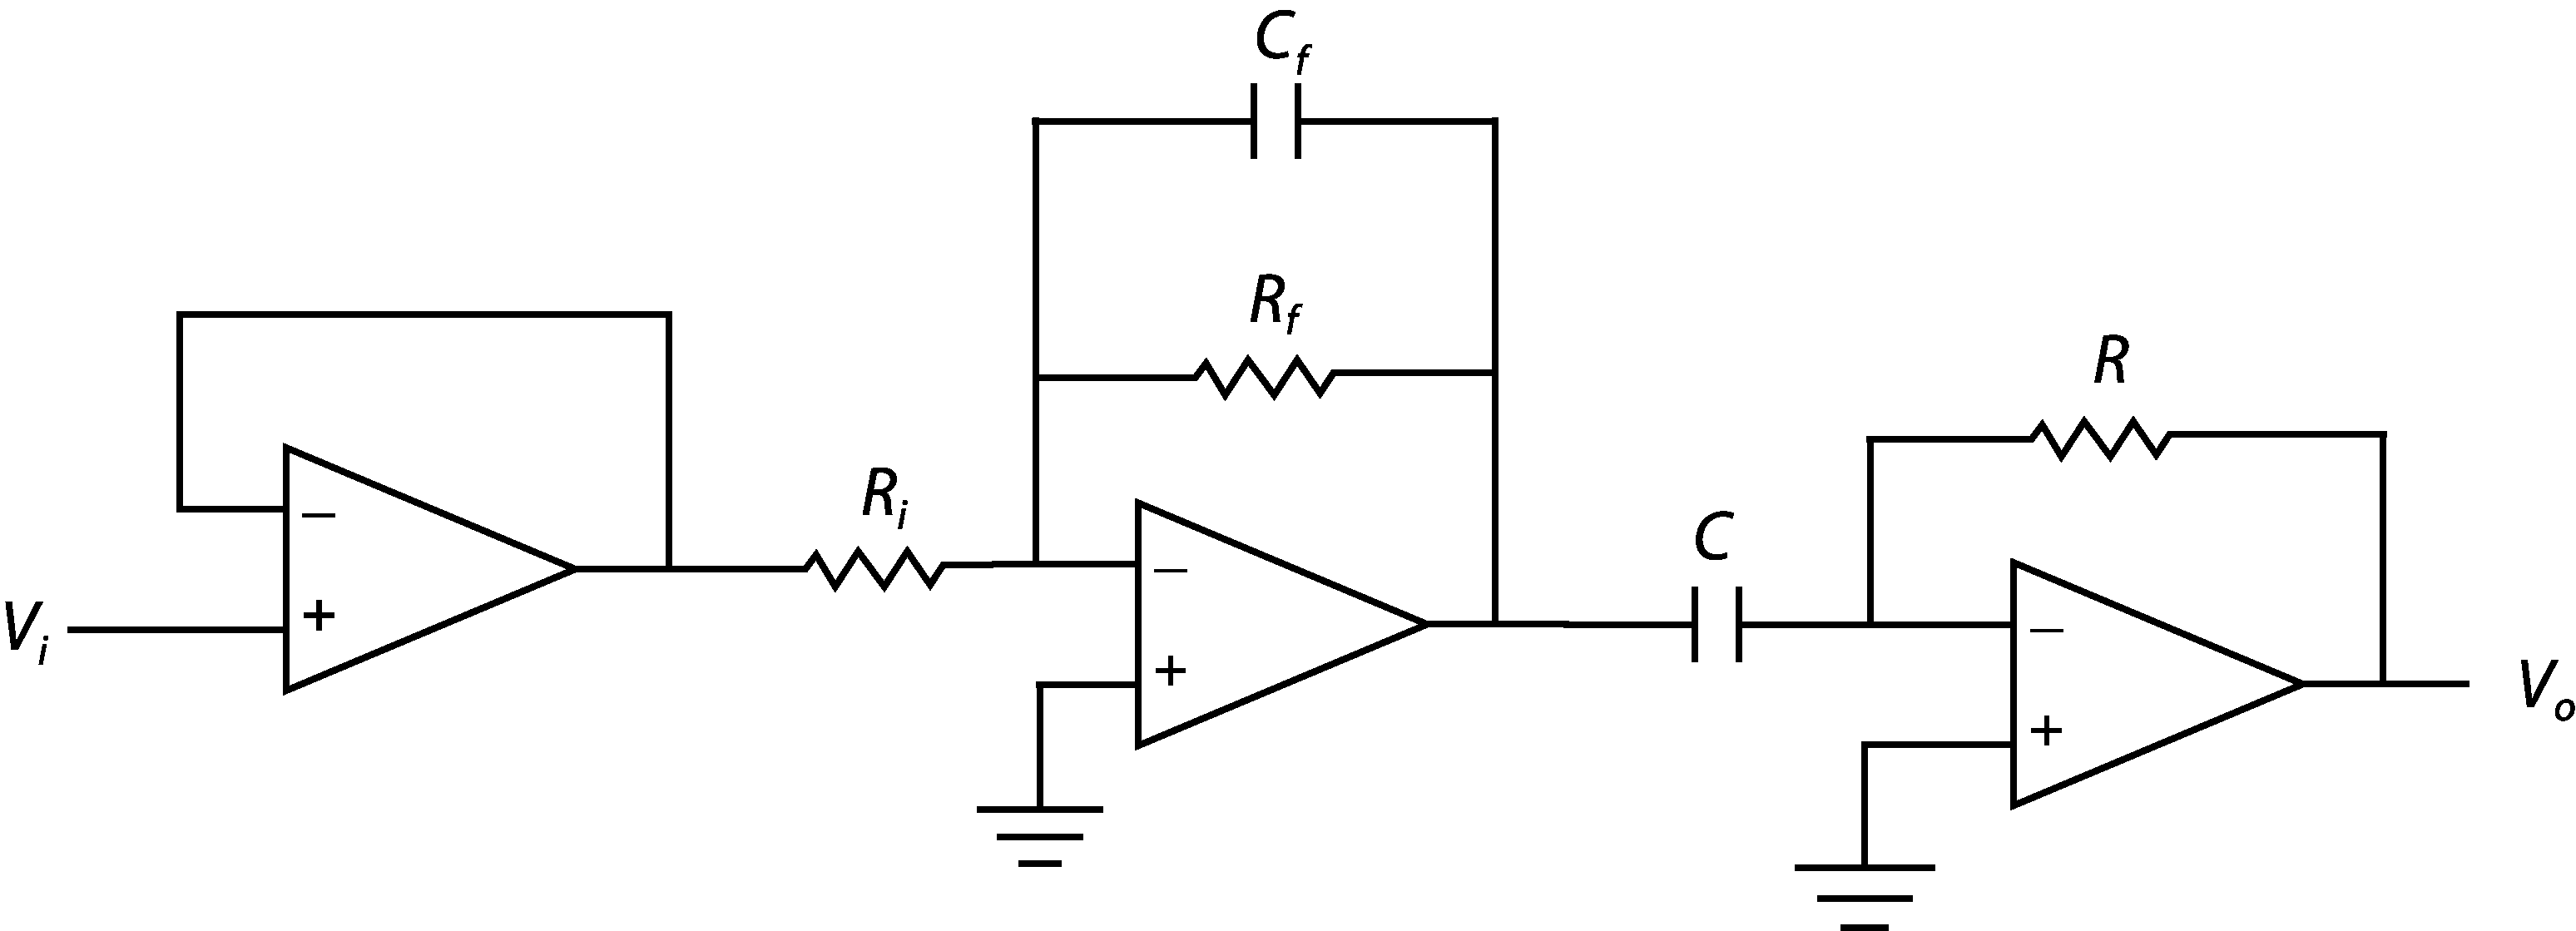 C_f
R_f
R
R_i
C
V_i
V_o
−
+
−
+
−
+